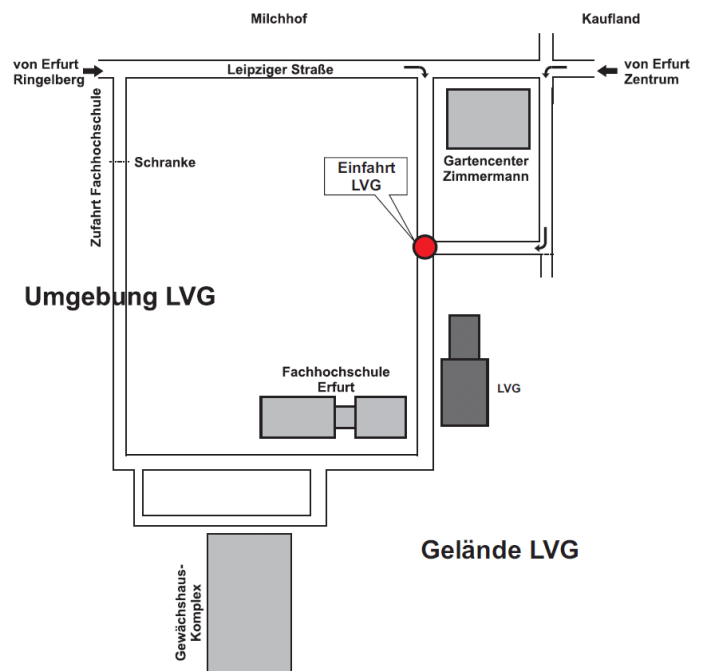 Milchhof
Kaufland
von Erfurt
Ringelberg
Leipziger Straße
von Erfurt
Zentrum
Zufahrt Fachhochschule
Schranke
Einfahrt
LVG
Gartencenter
Zimmermann
Umgebung LVG
Fachhochschule
Erfurt
LVG
Gelände LVG
Gewächshaus-
Komplex